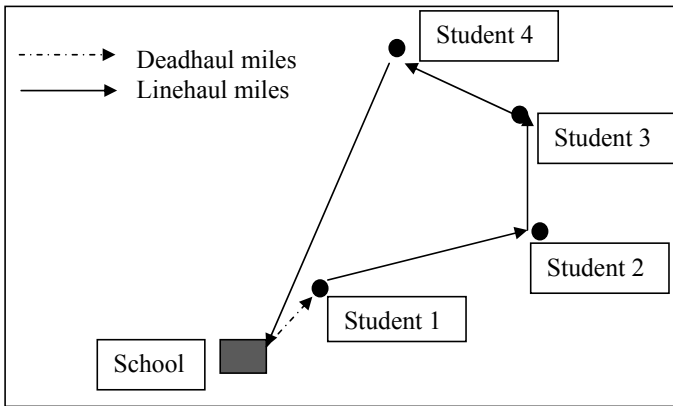 Deadhaul miles
Linehaul miles
Student 4
Student 3
Student 2
Student 1
School